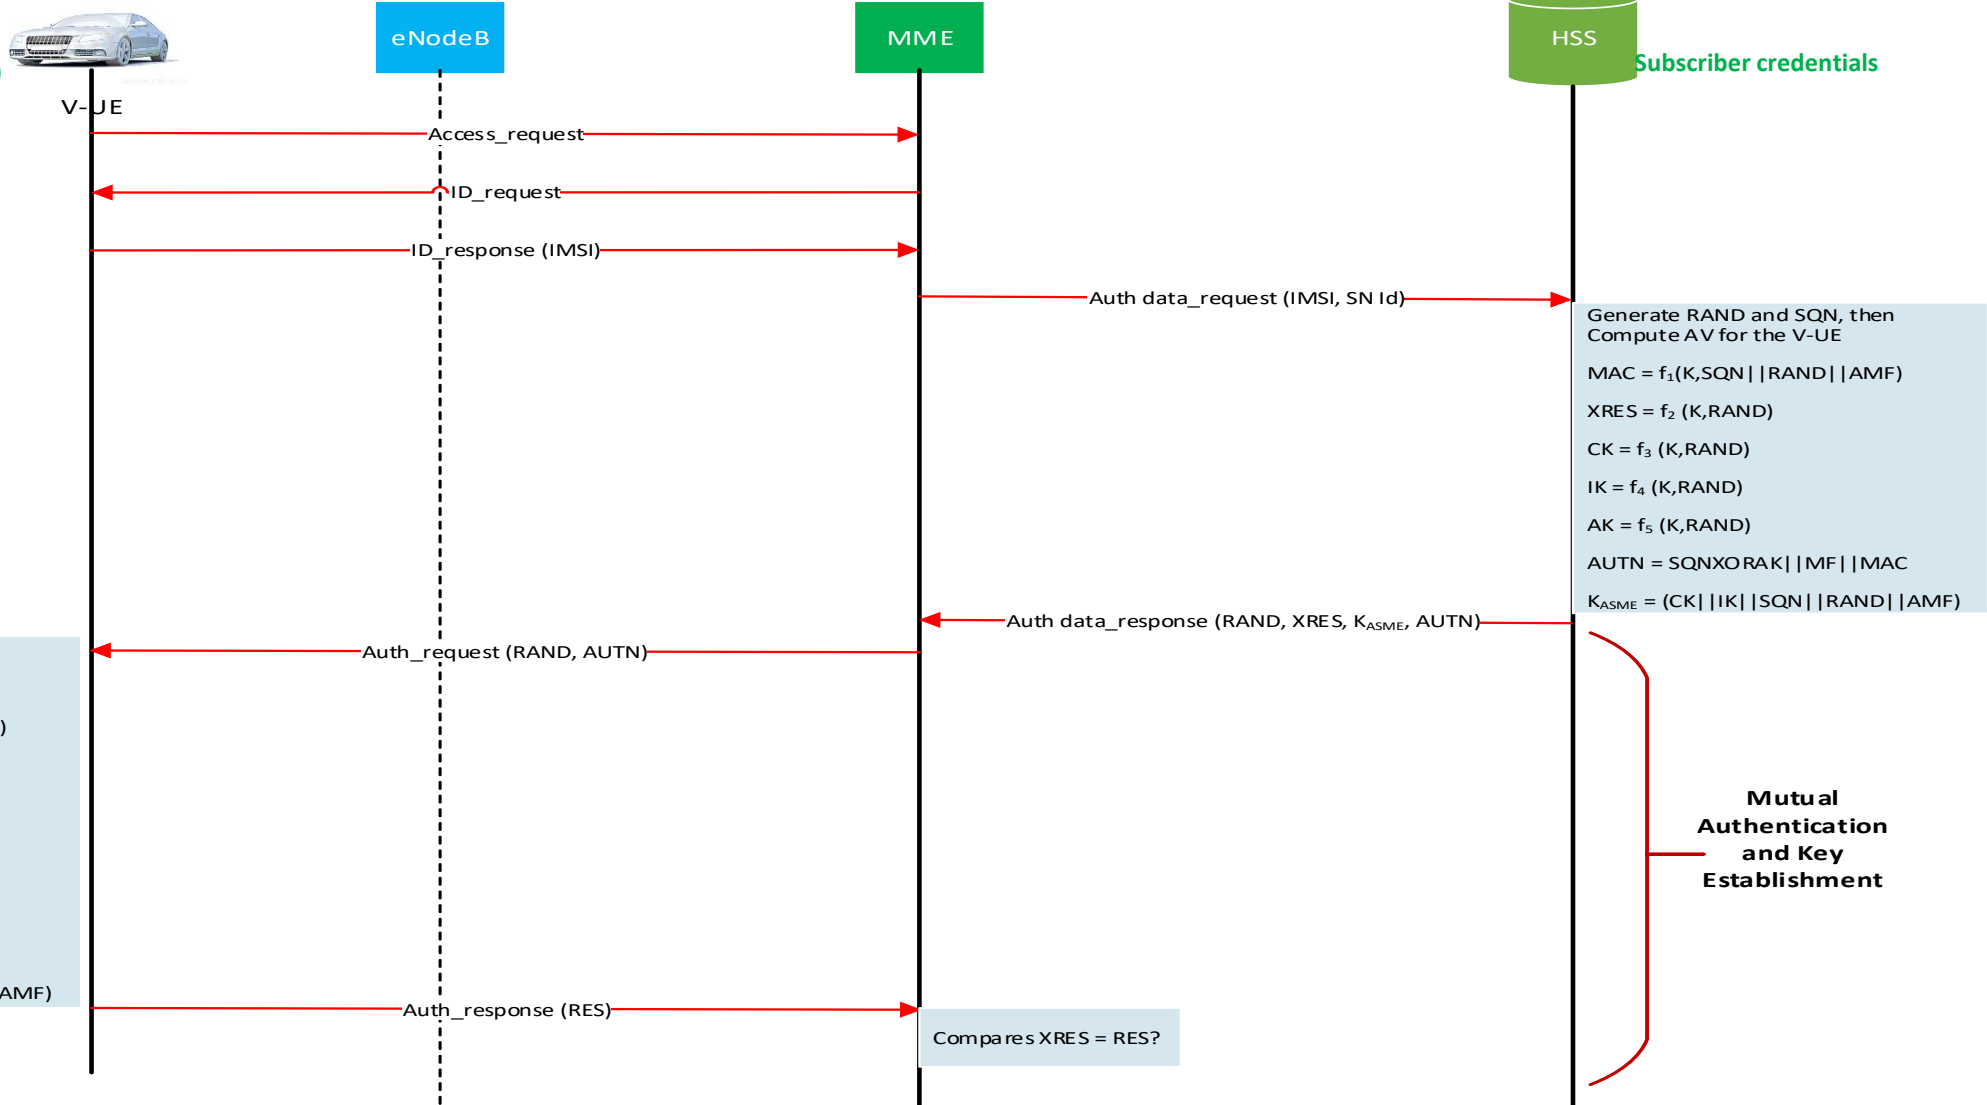 eNodeB
MME
HSS
Subscriber credentials
V-UE
Access_request
ID_request
ID_response (IMSI)
Auth data_request (IMSI, SN Id)
Generate RAND and SQN, then
Compute AV for the V-UE
MAC = f₁(K,SQN||RAND||AMF)
XRES = f₂ (K,RAND)
CK = f₃ (K,RAND)
IK = f₄ (K,RAND)
AK = f₅ (K,RAND)
AUTN = SQNXORAK||MF||MAC
K_ASME = (CK||IK||SQN||RAND||AMF)
Auth data_response (RAND, XRES, K_ASME, AUTN)
Auth_request (RAND, AUTN)
)
Mutual
Authentication
and Key
Establishment
AMF)
Auth_response (RES)
Compares XRES = RES?